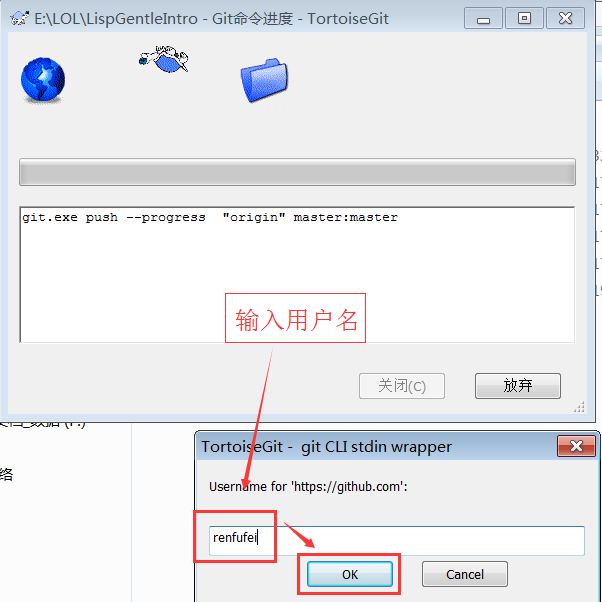 E:\LOL\LispGentleIntro - Git命令进度 - TortoiseGit
git.exe push --progress  "origin" master:master
输入用户名
关闭(C)
放弃
络
TortoiseGit -  git CLI stdin wrapper
Username for 'https://github.com':
renfufei
OK
Cancel